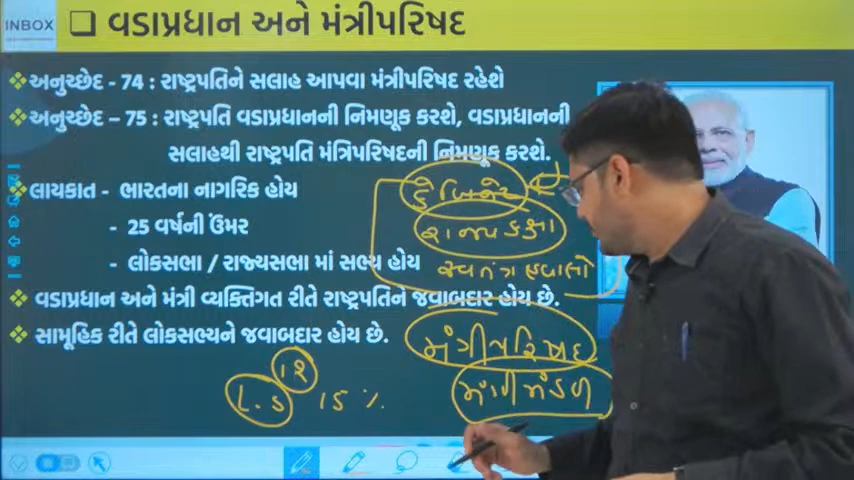 INBOX
❑ વડાપ્રધાન અને મંત્રીપરિષદ
❖ અનુચ્છેદ - 74 : રાષ્ટ્રપતિને સલાહ આપવા મંત્રીપરિષદ રહેશે
❖ અનુચ્છેદ – 75 : રાષ્ટ્રપતિ વડાપ્રધાનની નિમણૂક કરશે, વડાપ્રધાનની
સલાહથી રાષ્ટ્રપતિ મંત્રિપરિષદની નિમણૂક કરશે.
❖ લાયકાત - ભારતના નાગરિક હોય
- 25 વર્ષની ઉંમર
- લોકસભા / રાજ્યસભા માં સભ્ય હોય
❖ વડાપ્રધાન અને મંત્રી વ્યક્તિગત રીતે રાષ્ટ્રપતિને જવાબદાર હોય છે.
❖ સામૂહિક રીતે લોકસભ્યને જવાબદાર હોય છે.
કેબિનેટ
રાજ્ય કક્ષા
સ્વતંત્ર હવાલો
મંત્રીપરિષદ
મંત્રીમંડળ
15 %